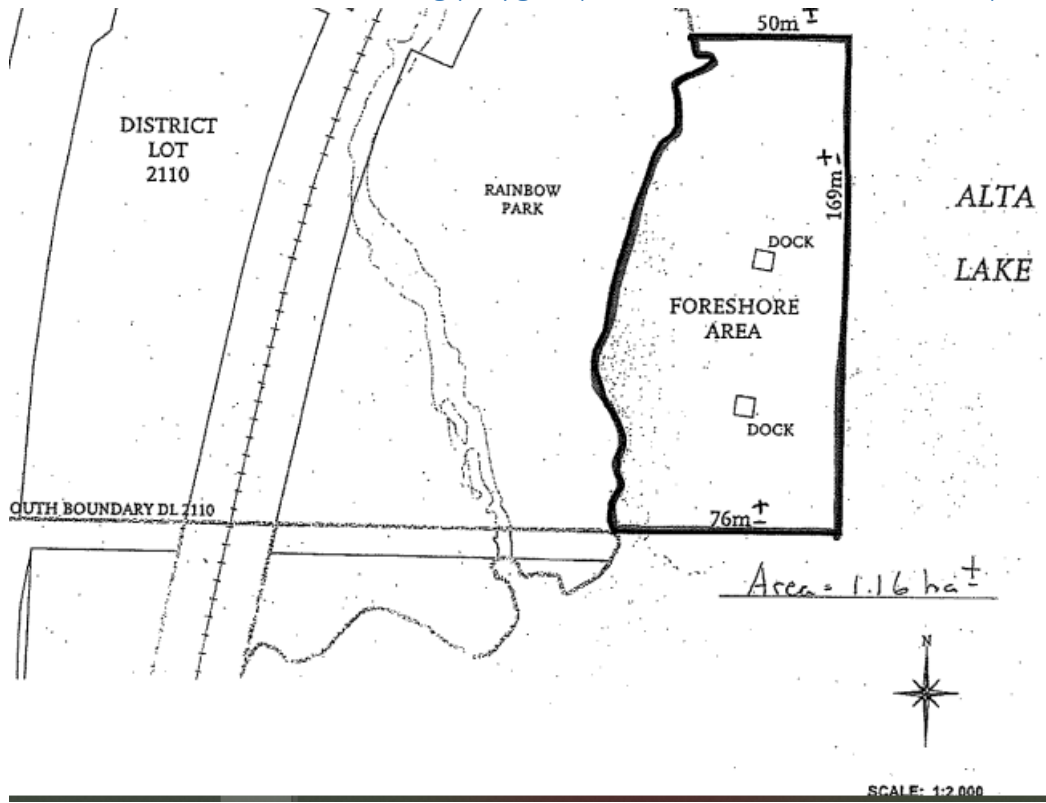 50m ±
DISTRICT
LOT
2110
RAINBOW
PARK
169m ±
ALTA
LAKE
DOCK
FORESHORE
AREA
DOCK
OUTH BOUNDARY DL 2110
76m ±
Area = 1.16 ha ±
N
SCALE: 1:2 000